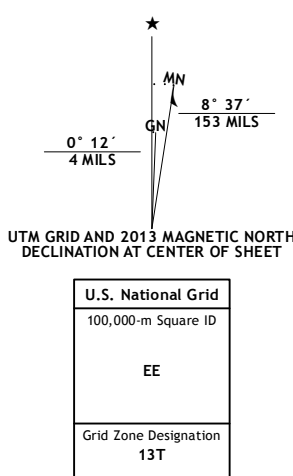 ★
MN
8° 37´
153 MILS
GN
0° 12´
4 MILS
UTM GRID AND 2013 MAGNETIC NORTH
DECLINATION AT CENTER OF SHEET
U.S. National Grid
100,000-m Square ID
EE
Grid Zone Designation
13T